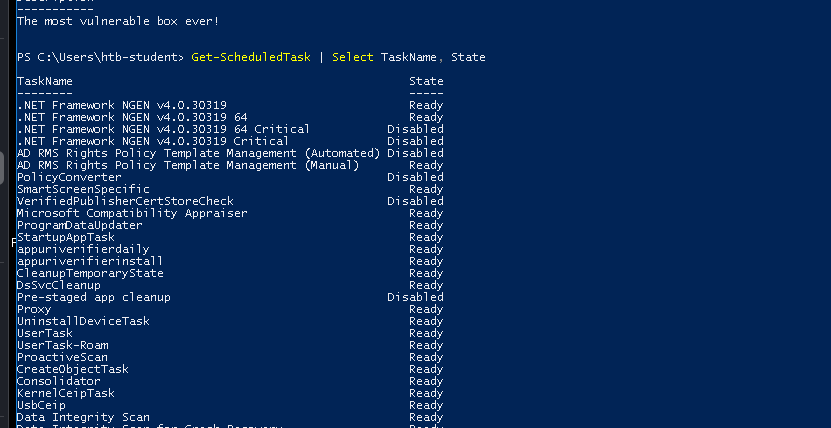 -----------
The most vulnerable box ever!
PS C:\Users\htb-student> Get-ScheduledTask | Select TaskName, State
TaskName State
-------- -----
.NET Framework NGEN v4.0.30319 Ready
.NET Framework NGEN v4.0.30319 64 Ready
.NET Framework NGEN v4.0.30319 64 Critical Disabled
.NET Framework NGEN v4.0.30319 Critical Disabled
AD RMS Rights Policy Template Management (Automated) Disabled
AD RMS Rights Policy Template Management (Manual) Ready
PolicyConverter Disabled
SmartScreenSpecific Ready
VerifiedPublisherCertStoreCheck Disabled
Microsoft Compatibility Appraiser Ready
ProgramDataUpdater Ready
StartupAppTask Ready
appuriverifierdaily Ready
appuriverifierinstall Ready
CleanupTemporaryState Ready
DsSvcCleanup Ready
Pre-staged app cleanup Disabled
Proxy Ready
UninstallDeviceTask Ready
UserTask Ready
UserTask-Roam Ready
ProactiveScan Ready
CreateObjectTask Ready
Consolidator Ready
KernelCeipTask Ready
UsbCeip Ready
Data Integrity Scan Ready